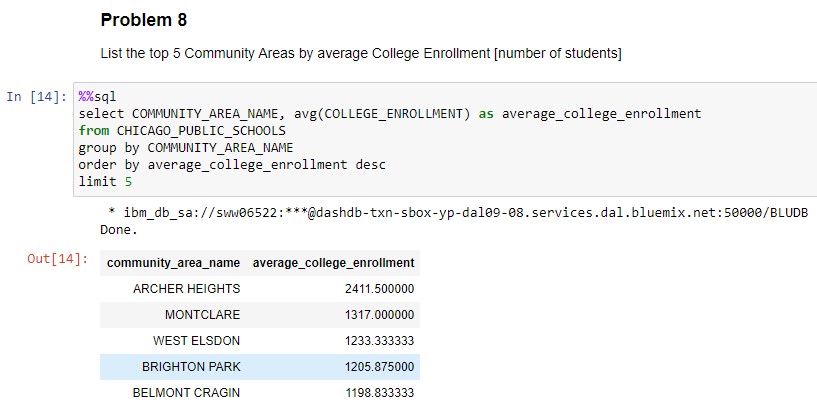 Problem 8
List the top 5 Community Areas by average College Enrollment [number of students]
In [14]: %%sql
select COMMUNITY_AREA_NAME, avg(COLLEGE_ENROLLMENT) as average_college_enrollment
from CHICAGO_PUBLIC_SCHOOLS
group by COMMUNITY_AREA_NAME
order by average_college_enrollment desc
limit 5
* ibm_db_sa://sww06522:***@dashdb-txn-sbox-yp-dal09-08.services.dal.bluemix.net:50000/BLUDB
Done.
Out[14]: community_area_name average_college_enrollment
ARCHER HEIGHTS 2411.500000
MONTCLARE 1317.000000
WEST ELSDON 1233.333333
BRIGHTON PARK 1205.875000
BELMONT CRAGIN 1198.833333